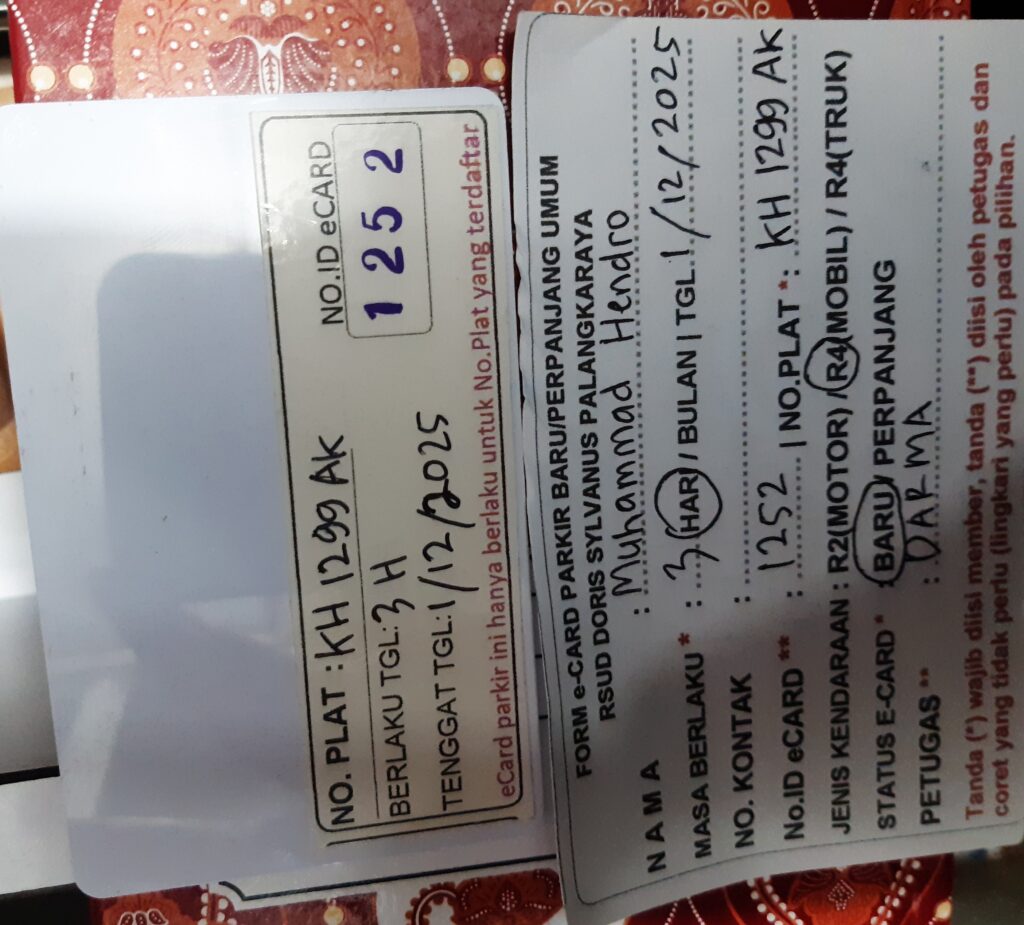 NO. PLAT : KH 1299 AK
NO.ID eCARD
BERLAKU TGL: 3 H
1252
TENGGAT TGL: 1/12/2025
eCard parkir ini hanya berlaku untuk No.Plat yang terdaftar
FORM e-CARD PARKIR BARU/PERPANJANG UMUM
RSUD DORIS SYLVANUS PALANGKARAYA
N A M A : Muhammad Hendro
MASA BERLAKU * : 3 HARI / BULAN | TGL 1/12/2025
NO. KONTAK :
No.ID eCARD ** : 1252 | NO.PLAT * : KH 1299 AK
JENIS KENDARAAN : R2(MOTOR) / R4(MOBIL) / R4(TRUK)
STATUS E-CARD * : BARU / PERPANJANG
PETUGAS ** : DARMA
Tanda (*) wajib diisi member, tanda (**) diisi oleh petugas dan
coret yang tidak perlu (lingkari yang perlu) pada pilihan.